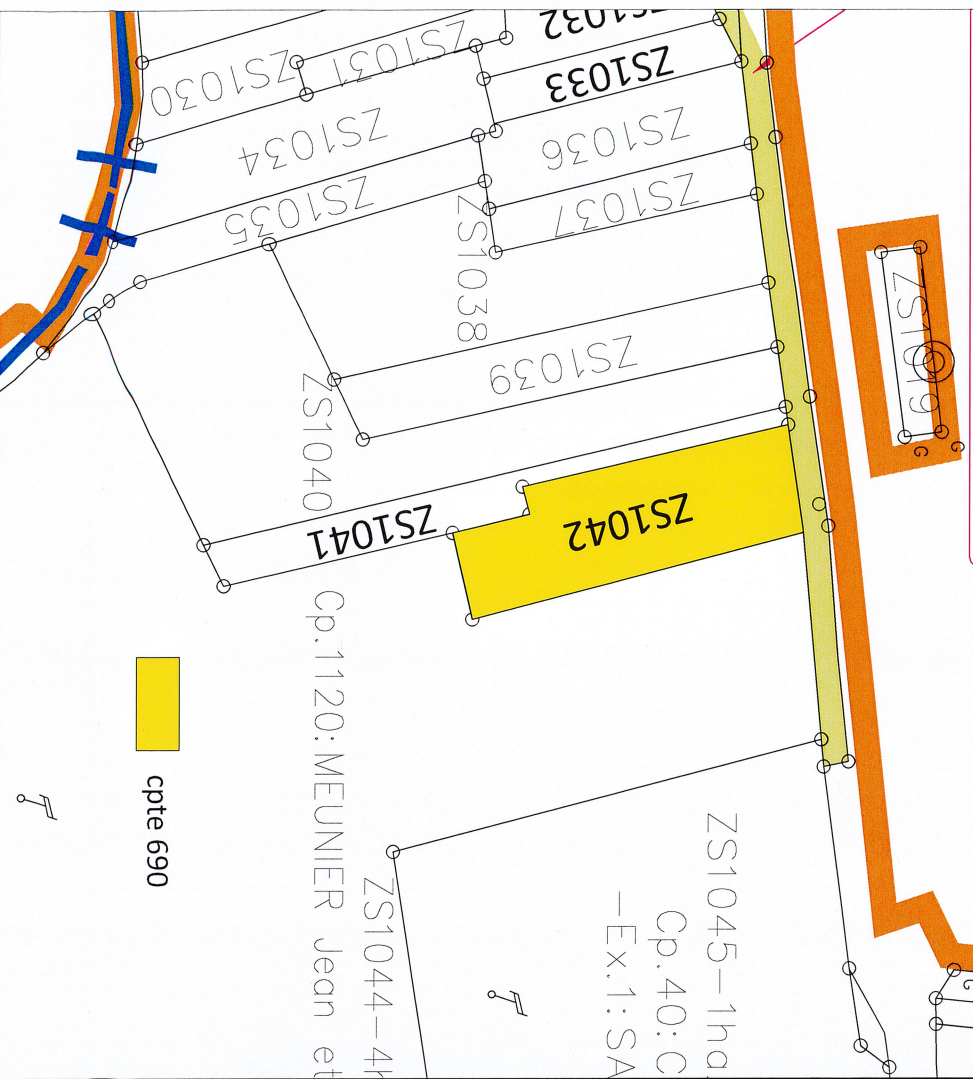 ZS1032
ZS1033
ZS1031
ZS1030
ZS1034
ZS1036
ZS1035
ZS1037
ZS1038
ZS1039
ZS1019
G
G
ZS1040
ZS1041
ZS1042
Cp.1120: MEUNIER Jean et
cpte 690
ZS1044-4h
ZS1045-1ha
Cp.40:C
-Ex.1:SA
G